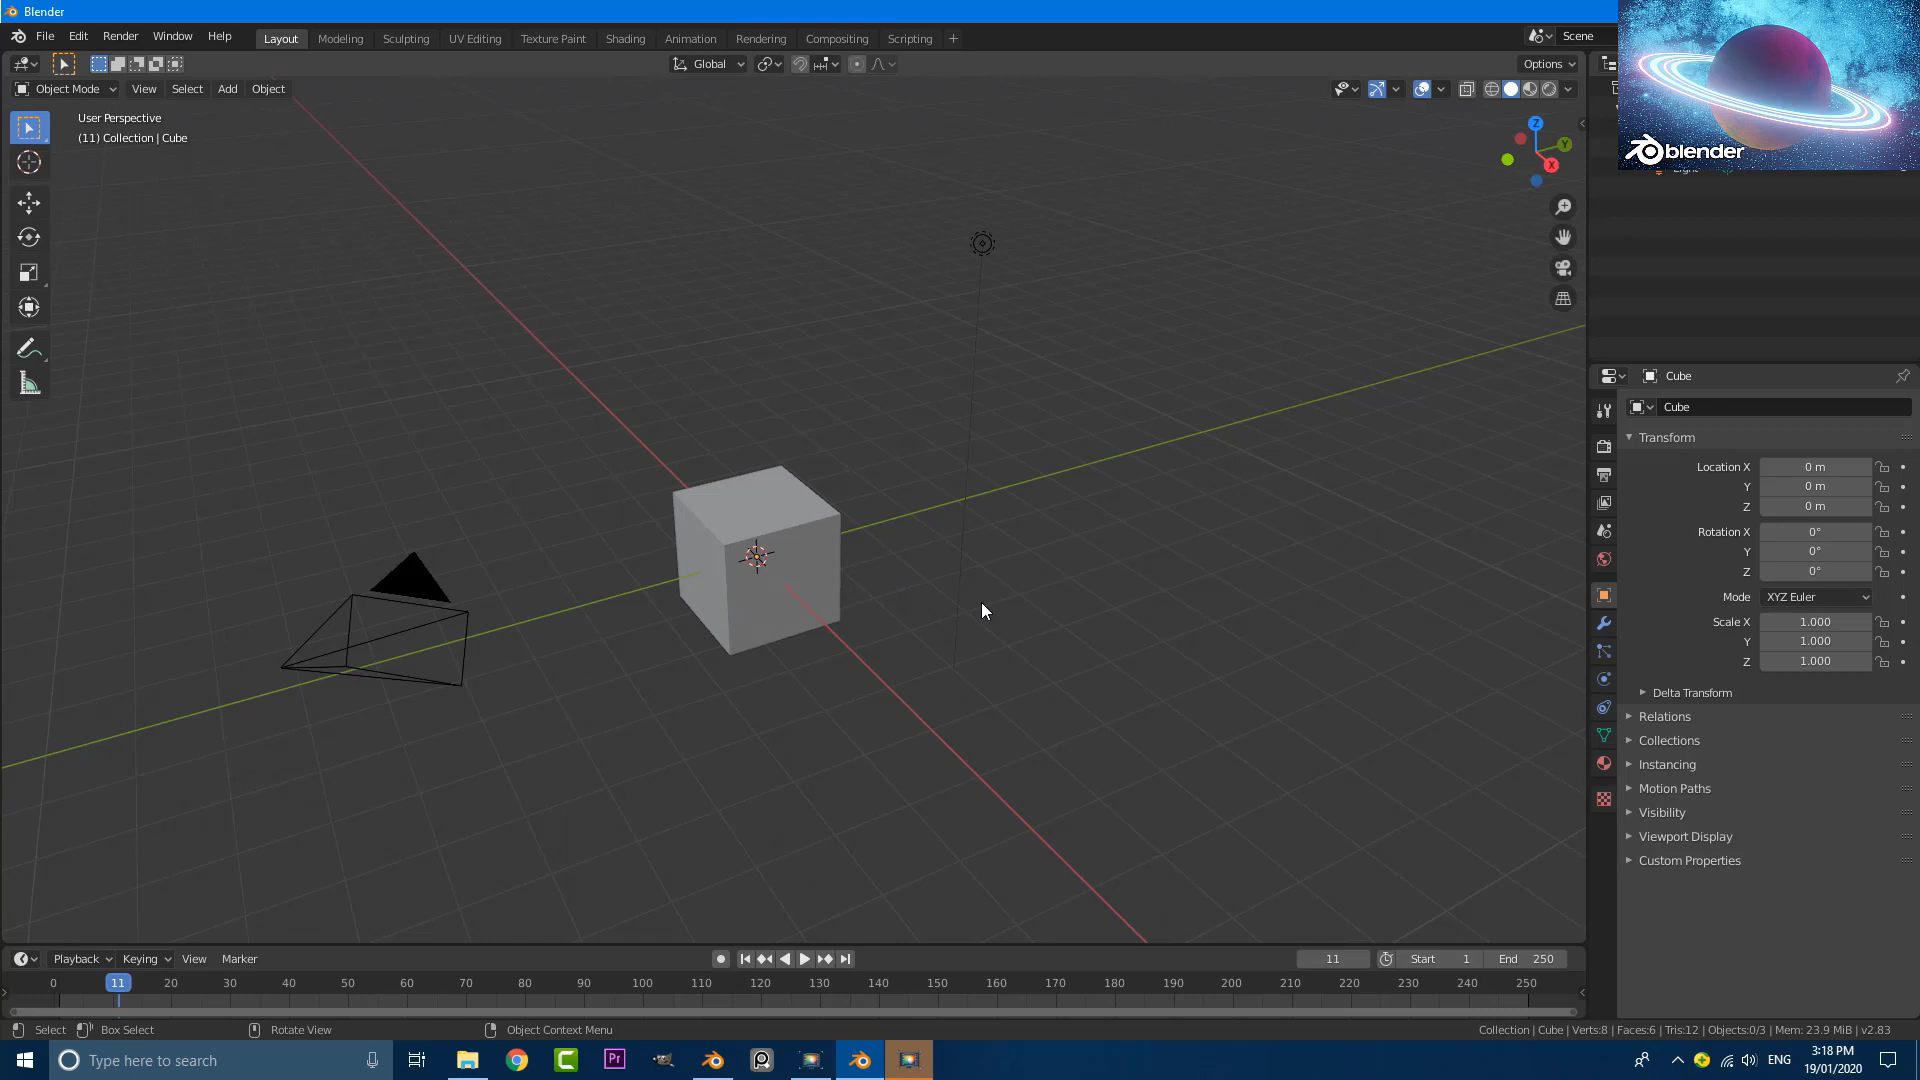 Blender
File Edit Render Window Help Layout Modeling Sculpting UV Editing Texture Paint Shading Animation Rendering Compositing Scripting + Scene
Global Options
Object Mode View Select Add Object
User Perspective
(11) Collection | Cube
Z
Y
X
blender
Cube
Cube
Transform
Location X 0 m
Y 0 m
Z 0 m
Rotation X 0°
Y 0°
Z 0°
Mode XYZ Euler
Scale X 1.000
Y 1.000
Z 1.000
Delta Transform
Relations
Collections
Instancing
Motion Paths
Visibility
Viewport Display
Custom Properties
Playback Keying View Marker 11 Start 1 End 250
0 11 20 30 40 50 60 70 80 90 100 110 120 130 140 150 160 170 180 190 200 210 220 230 240 250
Select Box Select Rotate View Object Context Menu Collection | Cube | Verts:8 | Faces:6 | Tris:12 | Objects:0/3 | Mem: 23.9 MiB | v2.83
Type here to search Pr ENG 3:18 PM
19/01/2020